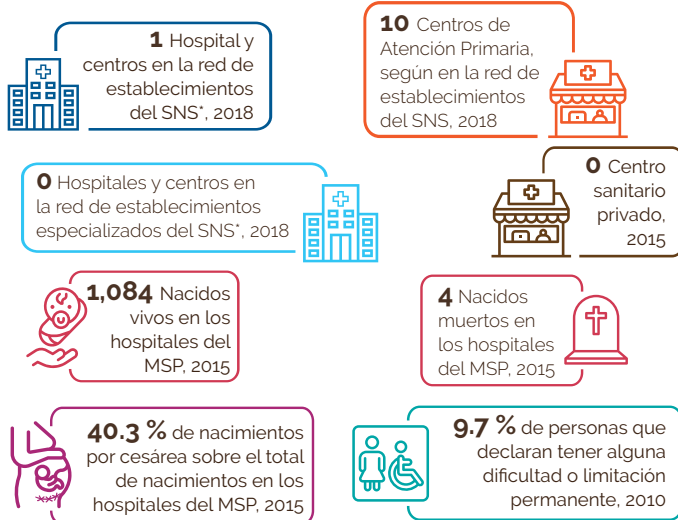 1 Hospital y
centros en la red de
establecimientos
del SNS*, 2018
10 Centros de
Atención Primaria,
según en la red de
establecimientos
del SNS, 2018
0 Hospitales y centros en
la red de establecimientos
especializados del SNS*, 2018
0 Centro
sanitario
privado,
2015
1,084 Nacidos
vivos en los
hospitales del
MSP, 2015
4 Nacidos
muertos en
los hospitales
del MSP, 2015
40.3 % de nacimientos
por cesárea sobre el total
de nacimientos en los
hospitales del MSP, 2015
9.7 % de personas que
declaran tener alguna
dificultad o limitación
permanente, 2010